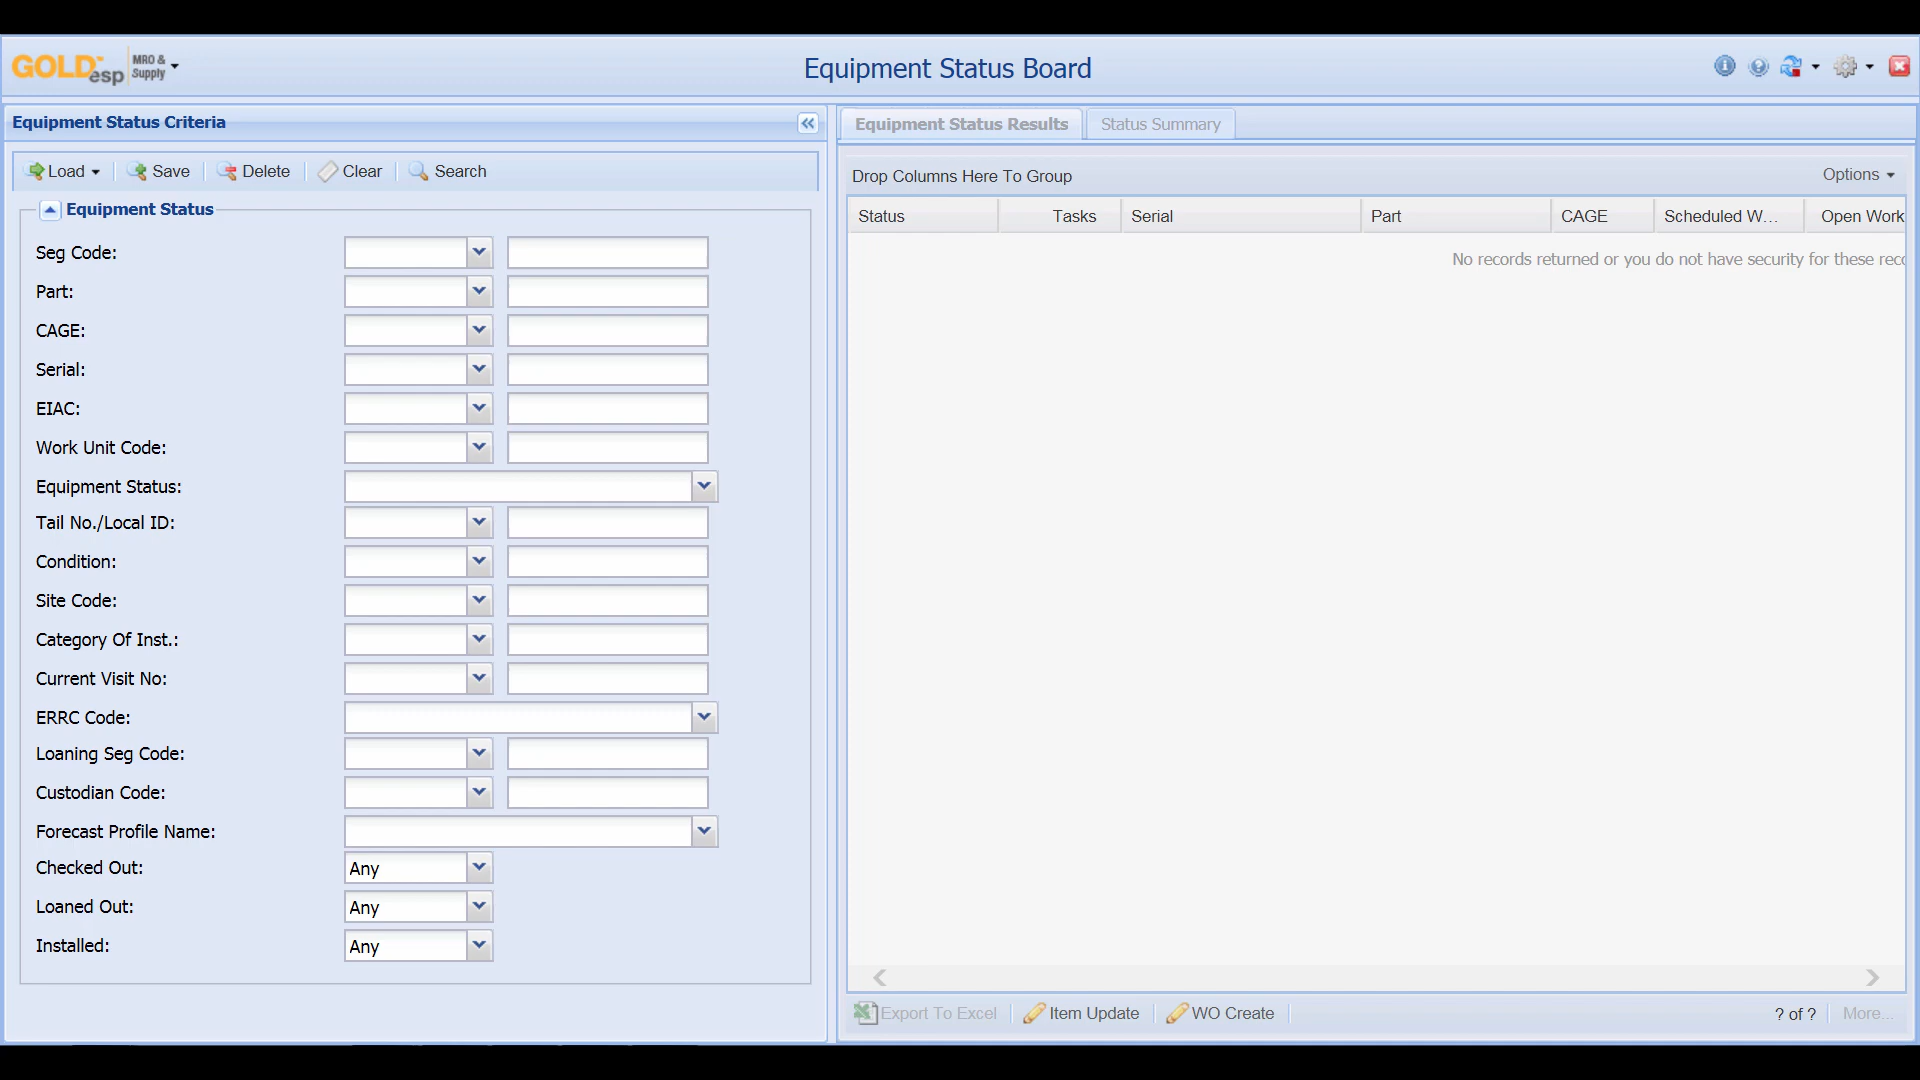 GOLDesp MRO & Supply
Equipment Status Board
Equipment Status Criteria
Load Save Delete Clear Search
Equipment Status
Seg Code:
Part:
CAGE:
Serial:
EIAC:
Work Unit Code:
Equipment Status:
Tail No./Local ID:
Condition:
Site Code:
Category Of Inst.:
Current Visit No:
ERRC Code:
Loaning Seg Code:
Custodian Code:
Forecast Profile Name:
Checked Out: Any
Loaned Out: Any
Installed: Any
Equipment Status Results Status Summary
Drop Columns Here To Group Options
Status Tasks Serial Part CAGE Scheduled W... Open Work
No records returned or you do not have security for these reco
Export To Excel Item Update WO Create ? of ? More...